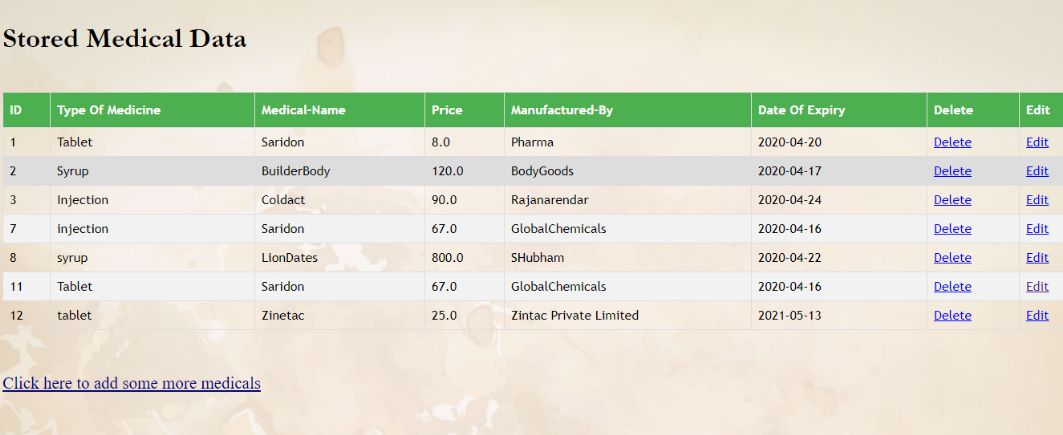 Stored Medical Data
ID Type Of Medicine Medical-Name Price Manufactured-By Date Of Expiry Delete Edit
1 Tablet Saridon 8.0 Pharma 2020-04-20 Delete Edit
2 Syrup BuilderBody 120.0 BodyGoods 2020-04-17 Delete Edit
3 Injection Coldact 90.0 Rajanarendar 2020-04-24 Delete Edit
7 injection Saridon 67.0 GlobalChemicals 2020-04-16 Delete Edit
8 syrup LionDates 800.0 SHubham 2020-04-22 Delete Edit
11 Tablet Saridon 67.0 GlobalChemicals 2020-04-16 Delete Edit
12 tablet Zinetac 25.0 Zintac Private Limited 2021-05-13 Delete Edit
Click here to add some more medicals